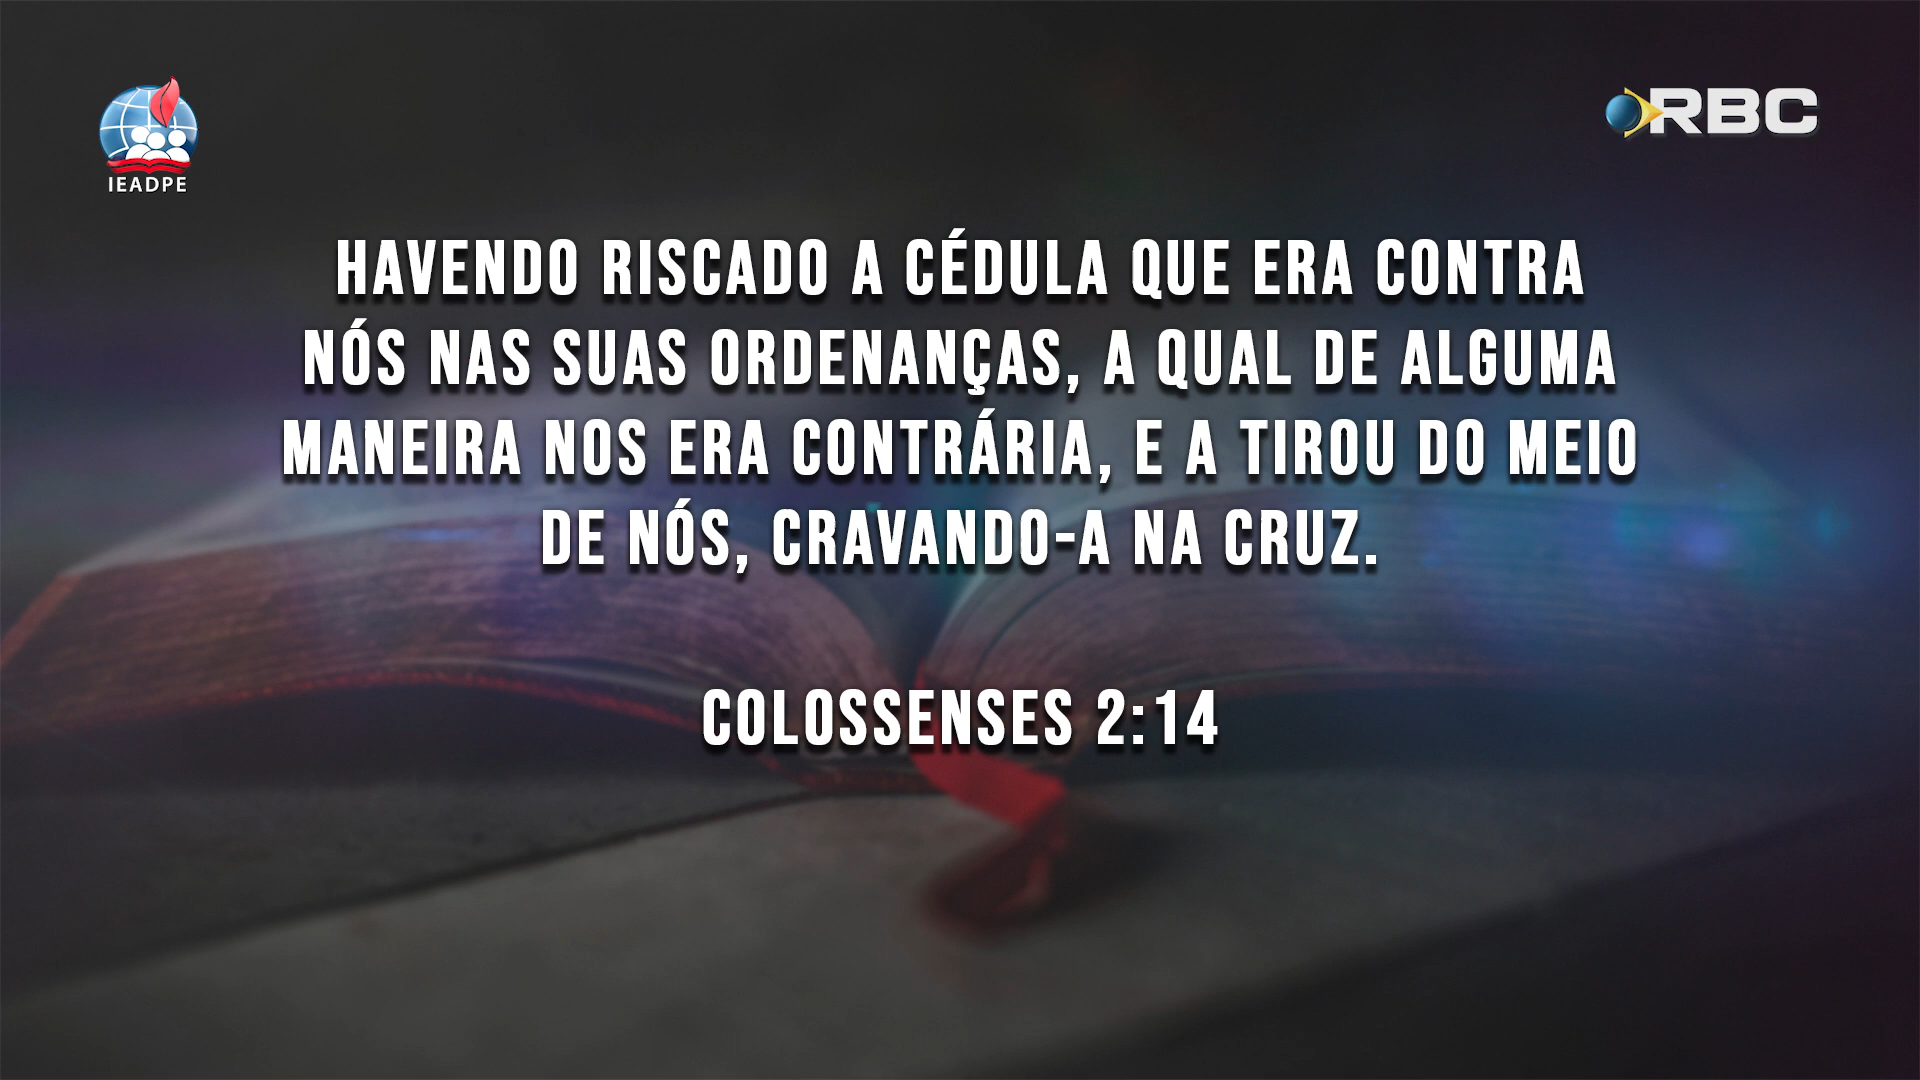 IEADPE
RBC
HAVENDO RISCADO A CÉDULA QUE ERA CONTRA
NÓS NAS SUAS ORDENANÇAS, A QUAL DE ALGUMA
MANEIRA NOS ERA CONTRÁRIA, E A TIROU DO MEIO
DE NÓS, CRAVANDO-A NA CRUZ.
COLOSSENSES 2:14